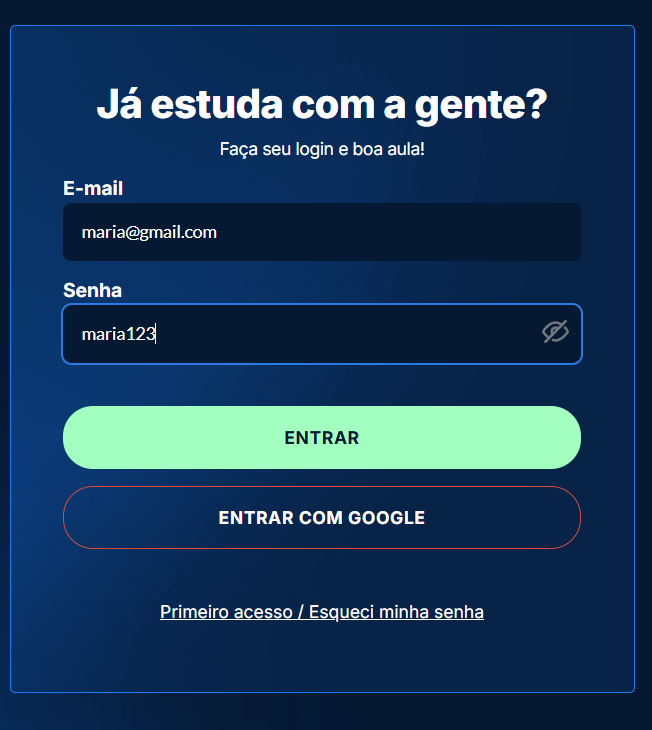 Já estuda com a gente?
Faça seu login e boa aula!
E-mail
maria@gmail.com
Senha
maria123
ENTRAR
ENTRAR COM GOOGLE
Primeiro acesso / Esqueci minha senha